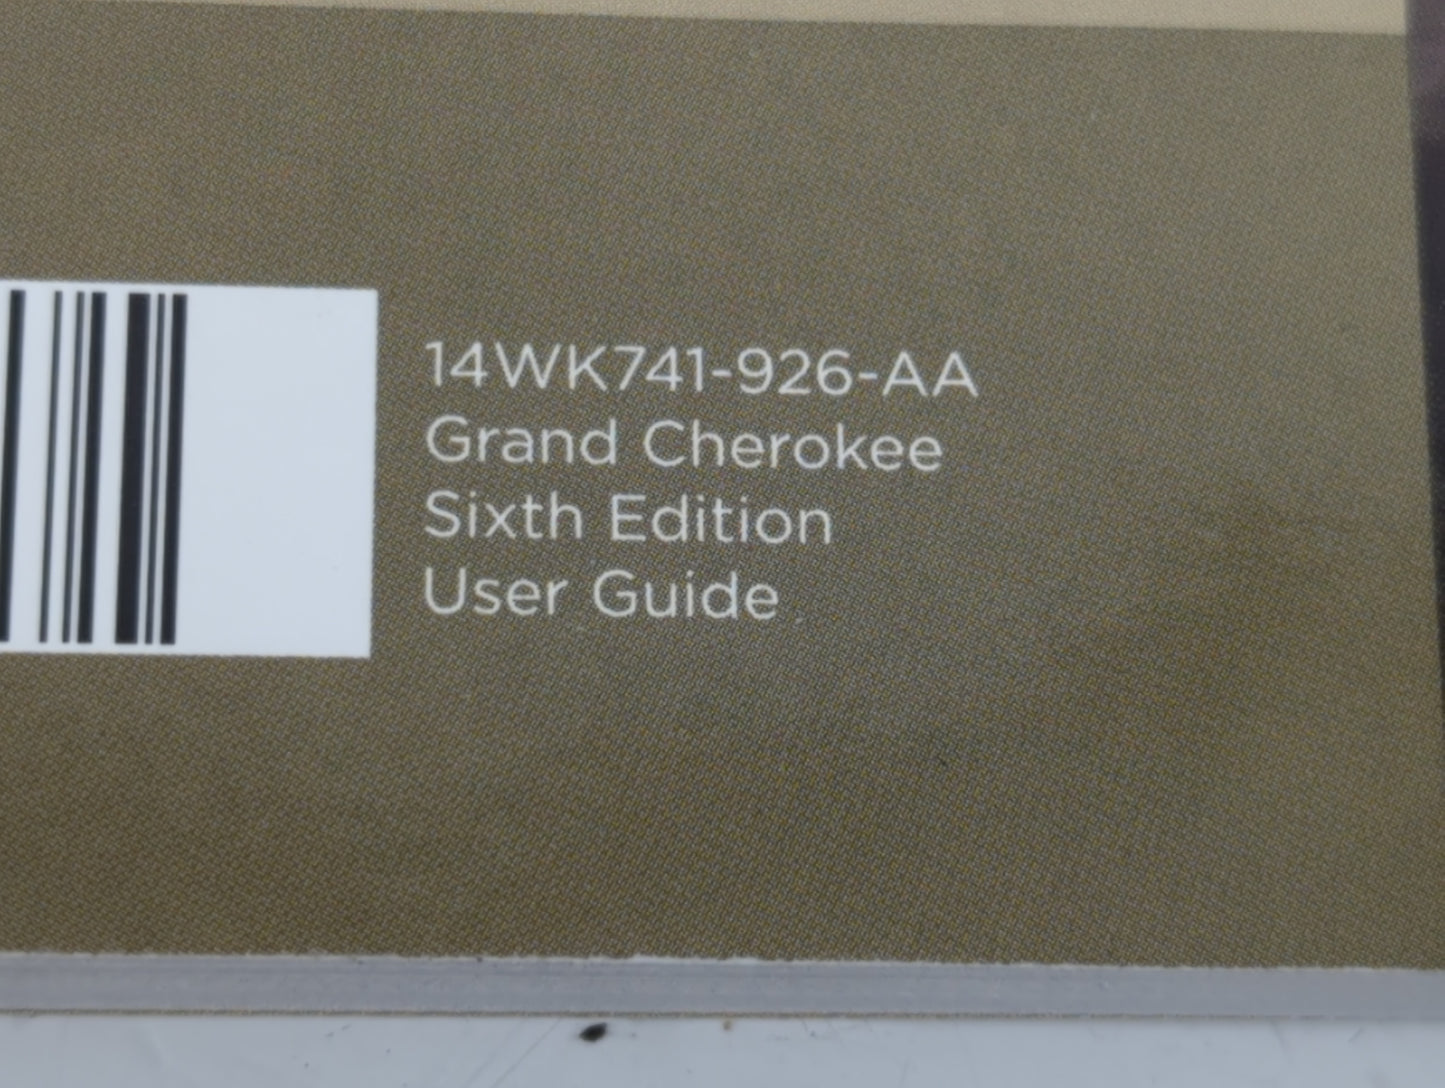 14WK741-926-AA
Grand Cherokee
Sixth Edition
User Guide